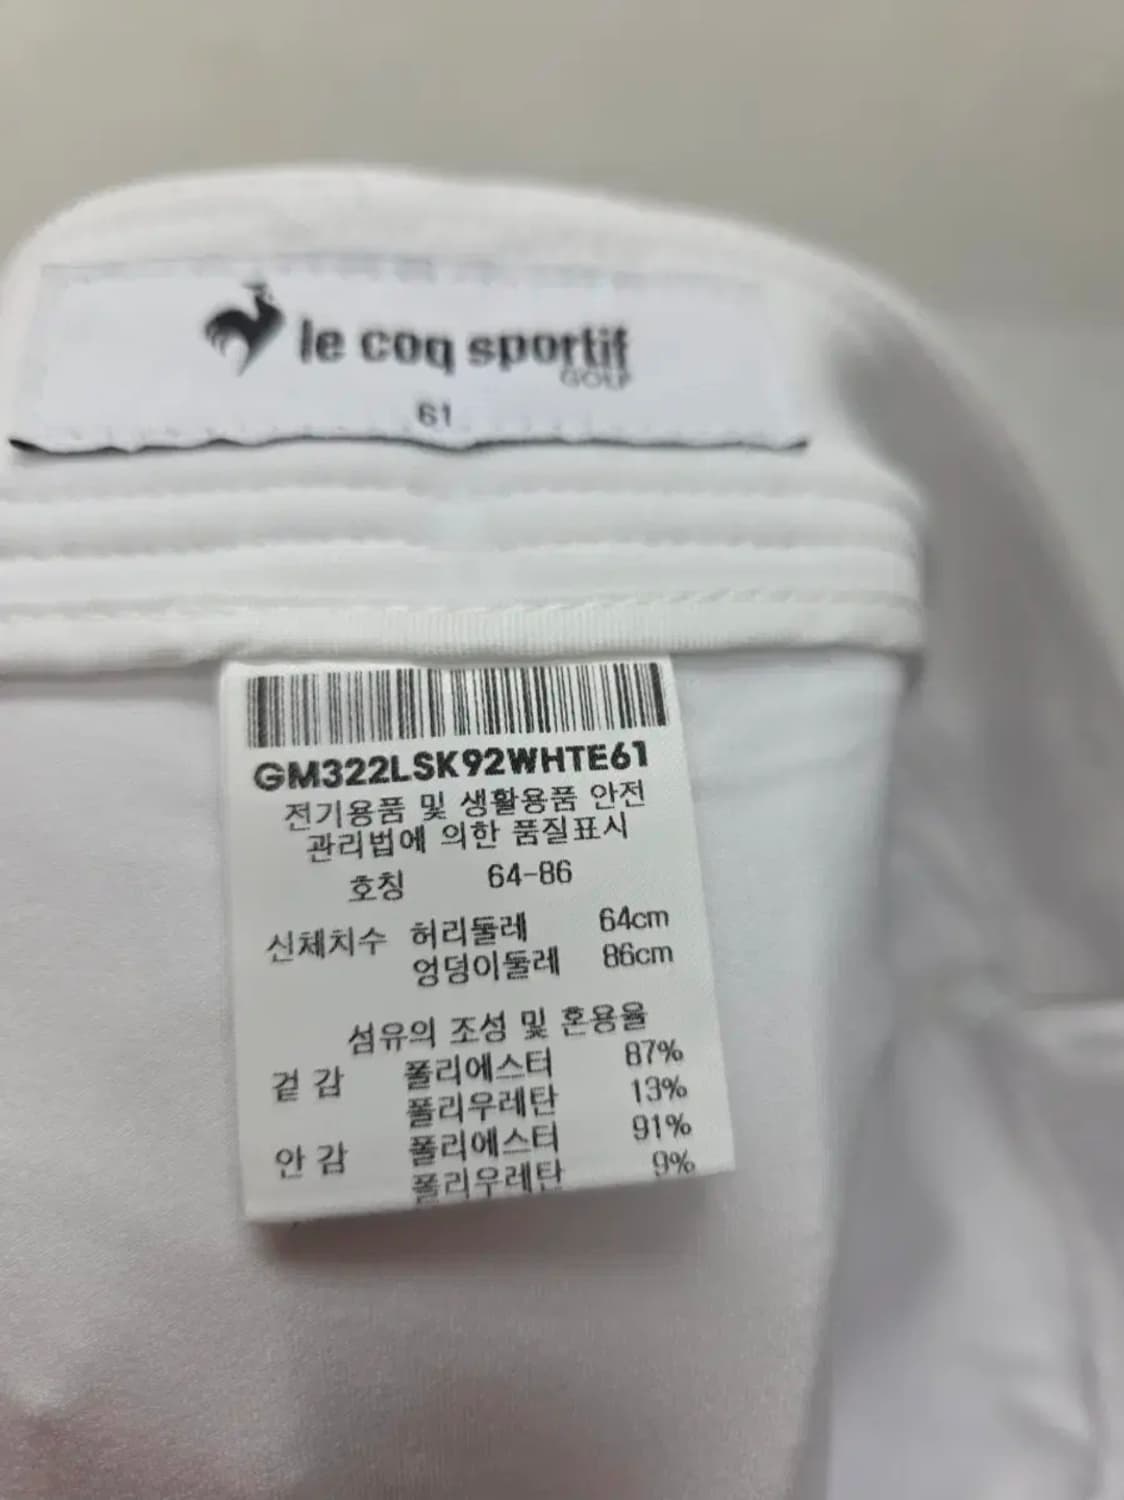 le coq sportif
GOLF
61
GM322LSK92WHTE61
전기용품 및 생활용품 안전
관리법에 의한 품질표시
호칭 64-86
신체치수 허리둘레 64cm
엉덩이둘레 86cm
섬유의 조성 및 혼용율
겉감 폴리에스터 87%
폴리우레탄 13%
안감 폴리에스터 91%
폴리우레탄 9%